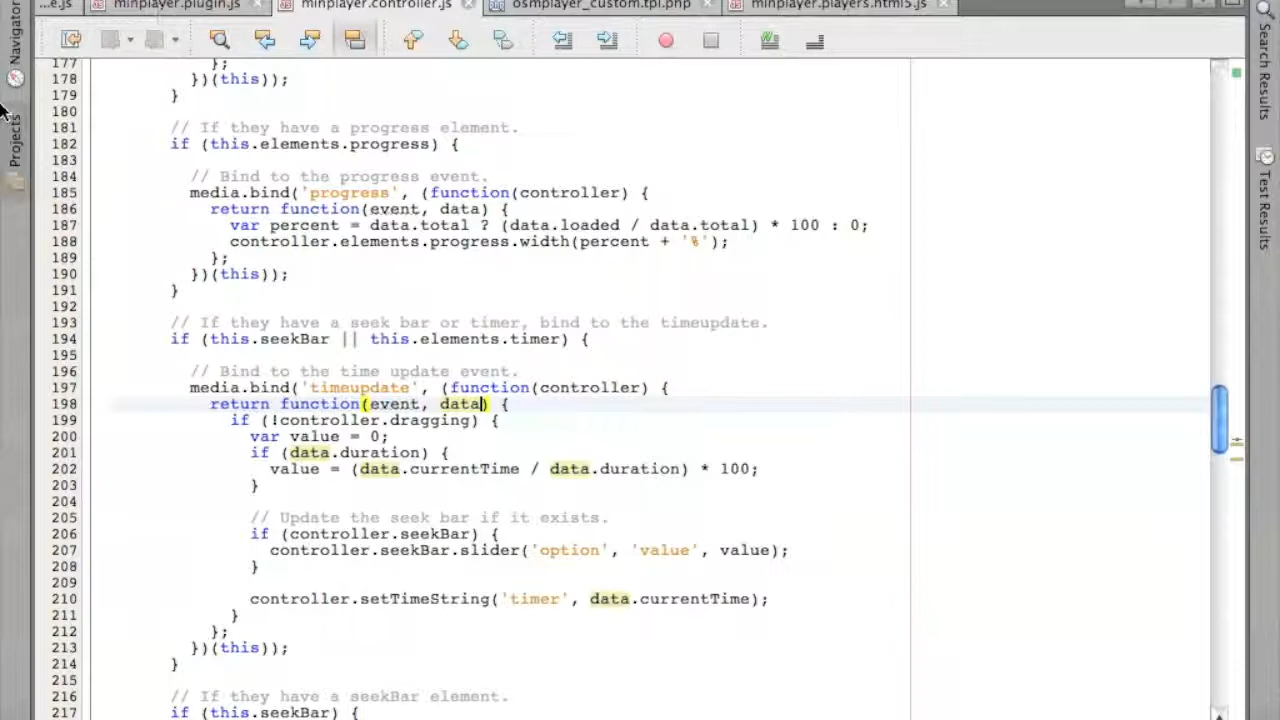 ...e.js
minplayer.plugin.js
minplayer.controller.js
osmplayer_custom.tpl.php
minplayer.players.html5.js
Navigator
Projects
Search Results
Test Results
177 };
178 })(this));
179 }
180
181 // If they have a progress element.
182 if (this.elements.progress) {
183
184 // Bind to the progress event.
185 media.bind('progress', (function(controller) {
186 return function(event, data) {
187 var percent = data.total ? (data.loaded / data.total) * 100 : 0;
188 controller.elements.progress.width(percent + '%');
189 };
190 })(this));
191 }
192
193 // If they have a seek bar or timer, bind to the timeupdate.
194 if (this.seekBar || this.elements.timer) {
195
196 // Bind to the time update event.
197 media.bind('timeupdate', (function(controller) {
198 return function(event, data) {
199 if (!controller.dragging) {
200 var value = 0;
201 if (data.duration) {
202 value = (data.currentTime / data.duration) * 100;
203 }
204
205 // Update the seek bar if it exists.
206 if (controller.seekBar) {
207 controller.seekBar.slider('option', 'value', value);
208 }
209
210 controller.setTimeString('timer', data.currentTime);
211 }
212 };
213 })(this));
214 }
215
216 // If they have a seekBar element.
217 if (this.seekBar) {